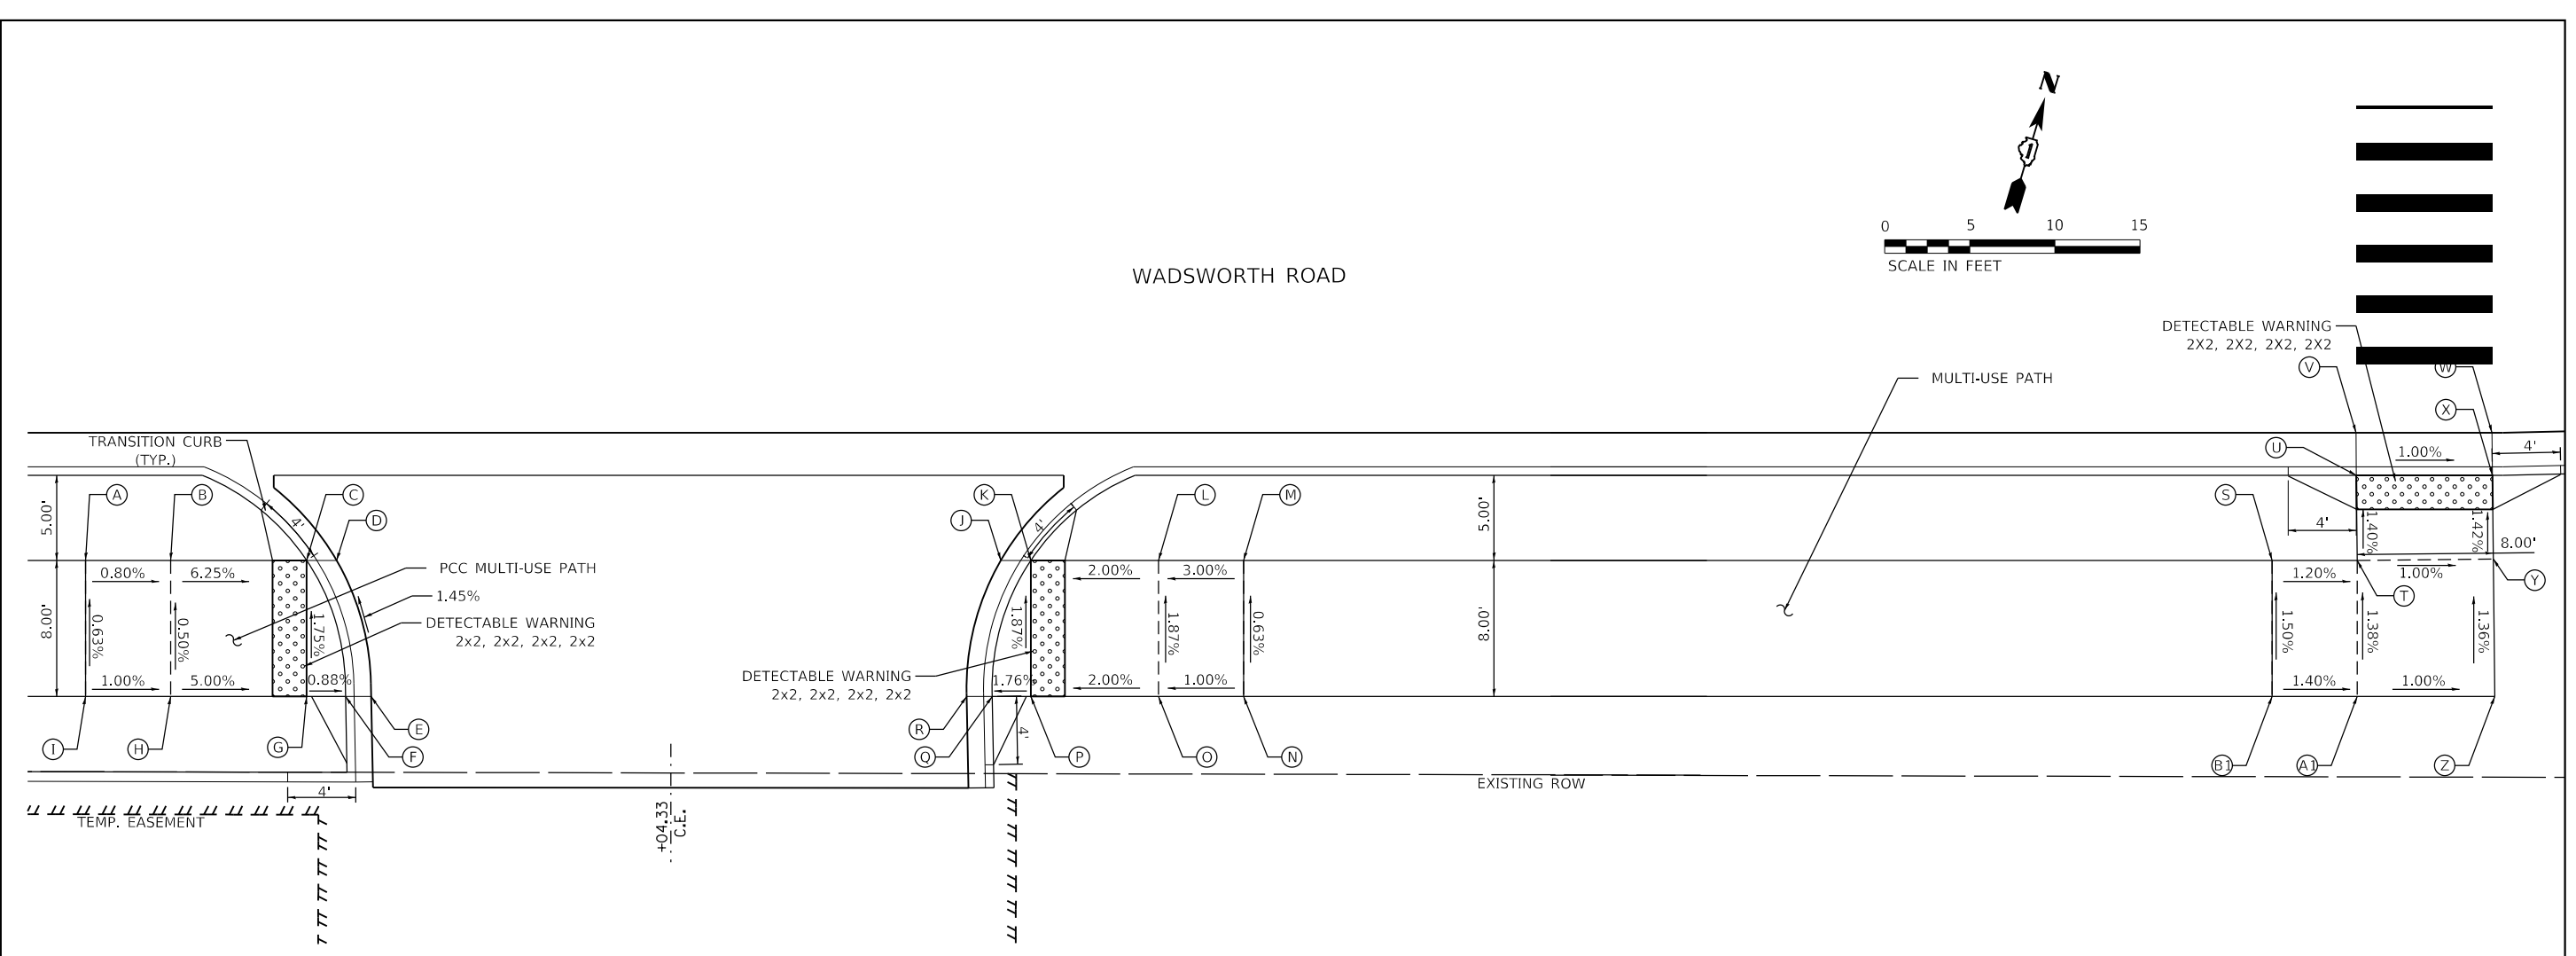 N
1
0 5 10 15
SCALE IN FEET
WADSWORTH ROAD
DETECTABLE WARNING
2X2, 2X2, 2X2, 2X2
V
W
X
MULTI-USE PATH
TRANSITION CURB
(TYP.)
U
1.00%
4'
5.00'
A
B
4'
C
D
K
J
4'
L
M
5.00'
S
4'
1.40%
1.42%
8.00'
0.80%
6.25%
PCC MULTI-USE PATH
1.45%
2.00%
3.00%
1.20%
1.00%
Y
T
8.00'
0.63%
0.50%
1.75%
DETECTABLE WARNING
2x2, 2x2, 2x2, 2x2
1.87%
1.87%
0.63%
8.00'
1.50%
1.38%
1.36%
1.00%
5.00%
0.88%
DETECTABLE WARNING
2x2, 2x2, 2x2, 2x2
1.76%
2.00%
1.00%
1.40%
1.00%
I
H
G
E
F
R
Q
4'
P
O
N
B1
A1
Z
EXISTING ROW
4'
TEMP. EASEMENT
+04.33
C.E.